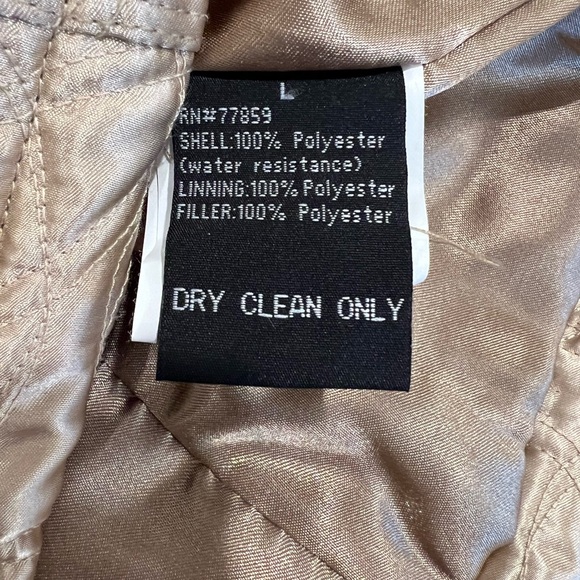 L
RN#77859
SHELL:100% Polyester
(water resistance)
LINNING:100% Polyester
FILLER:100% Polyester
DRY CLEAN ONLY